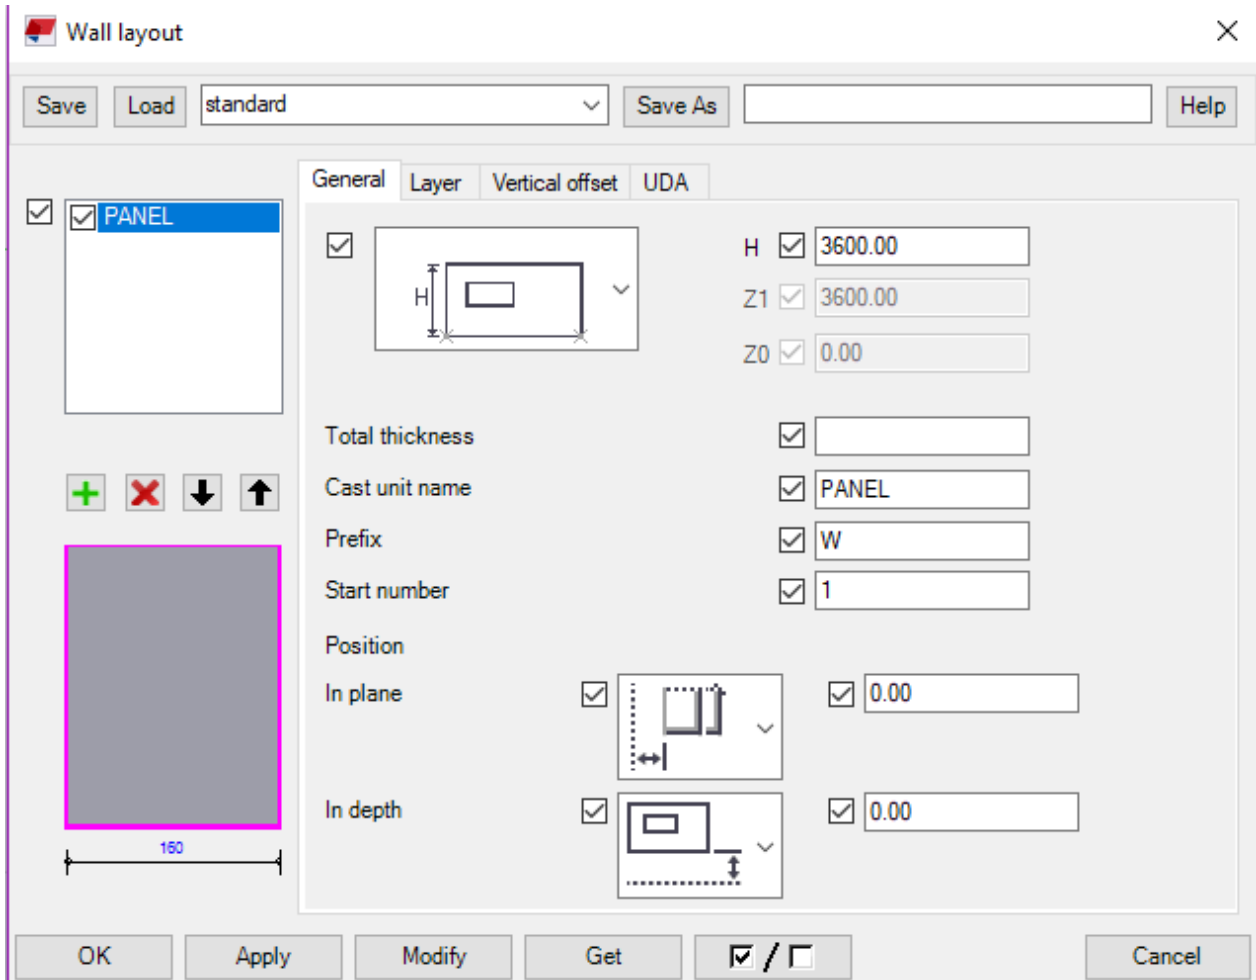 Wall layout
Save Load standard Save As Help
General Layer Vertical offset UDA
PANEL
H 3600.00
H
Z1 3600.00
Z0 0.00
Total thickness
Cast unit name PANEL
Prefix W
Start number 1
Position
In plane 0.00
In depth 0.00
160
OK Apply Modify Get / Cancel